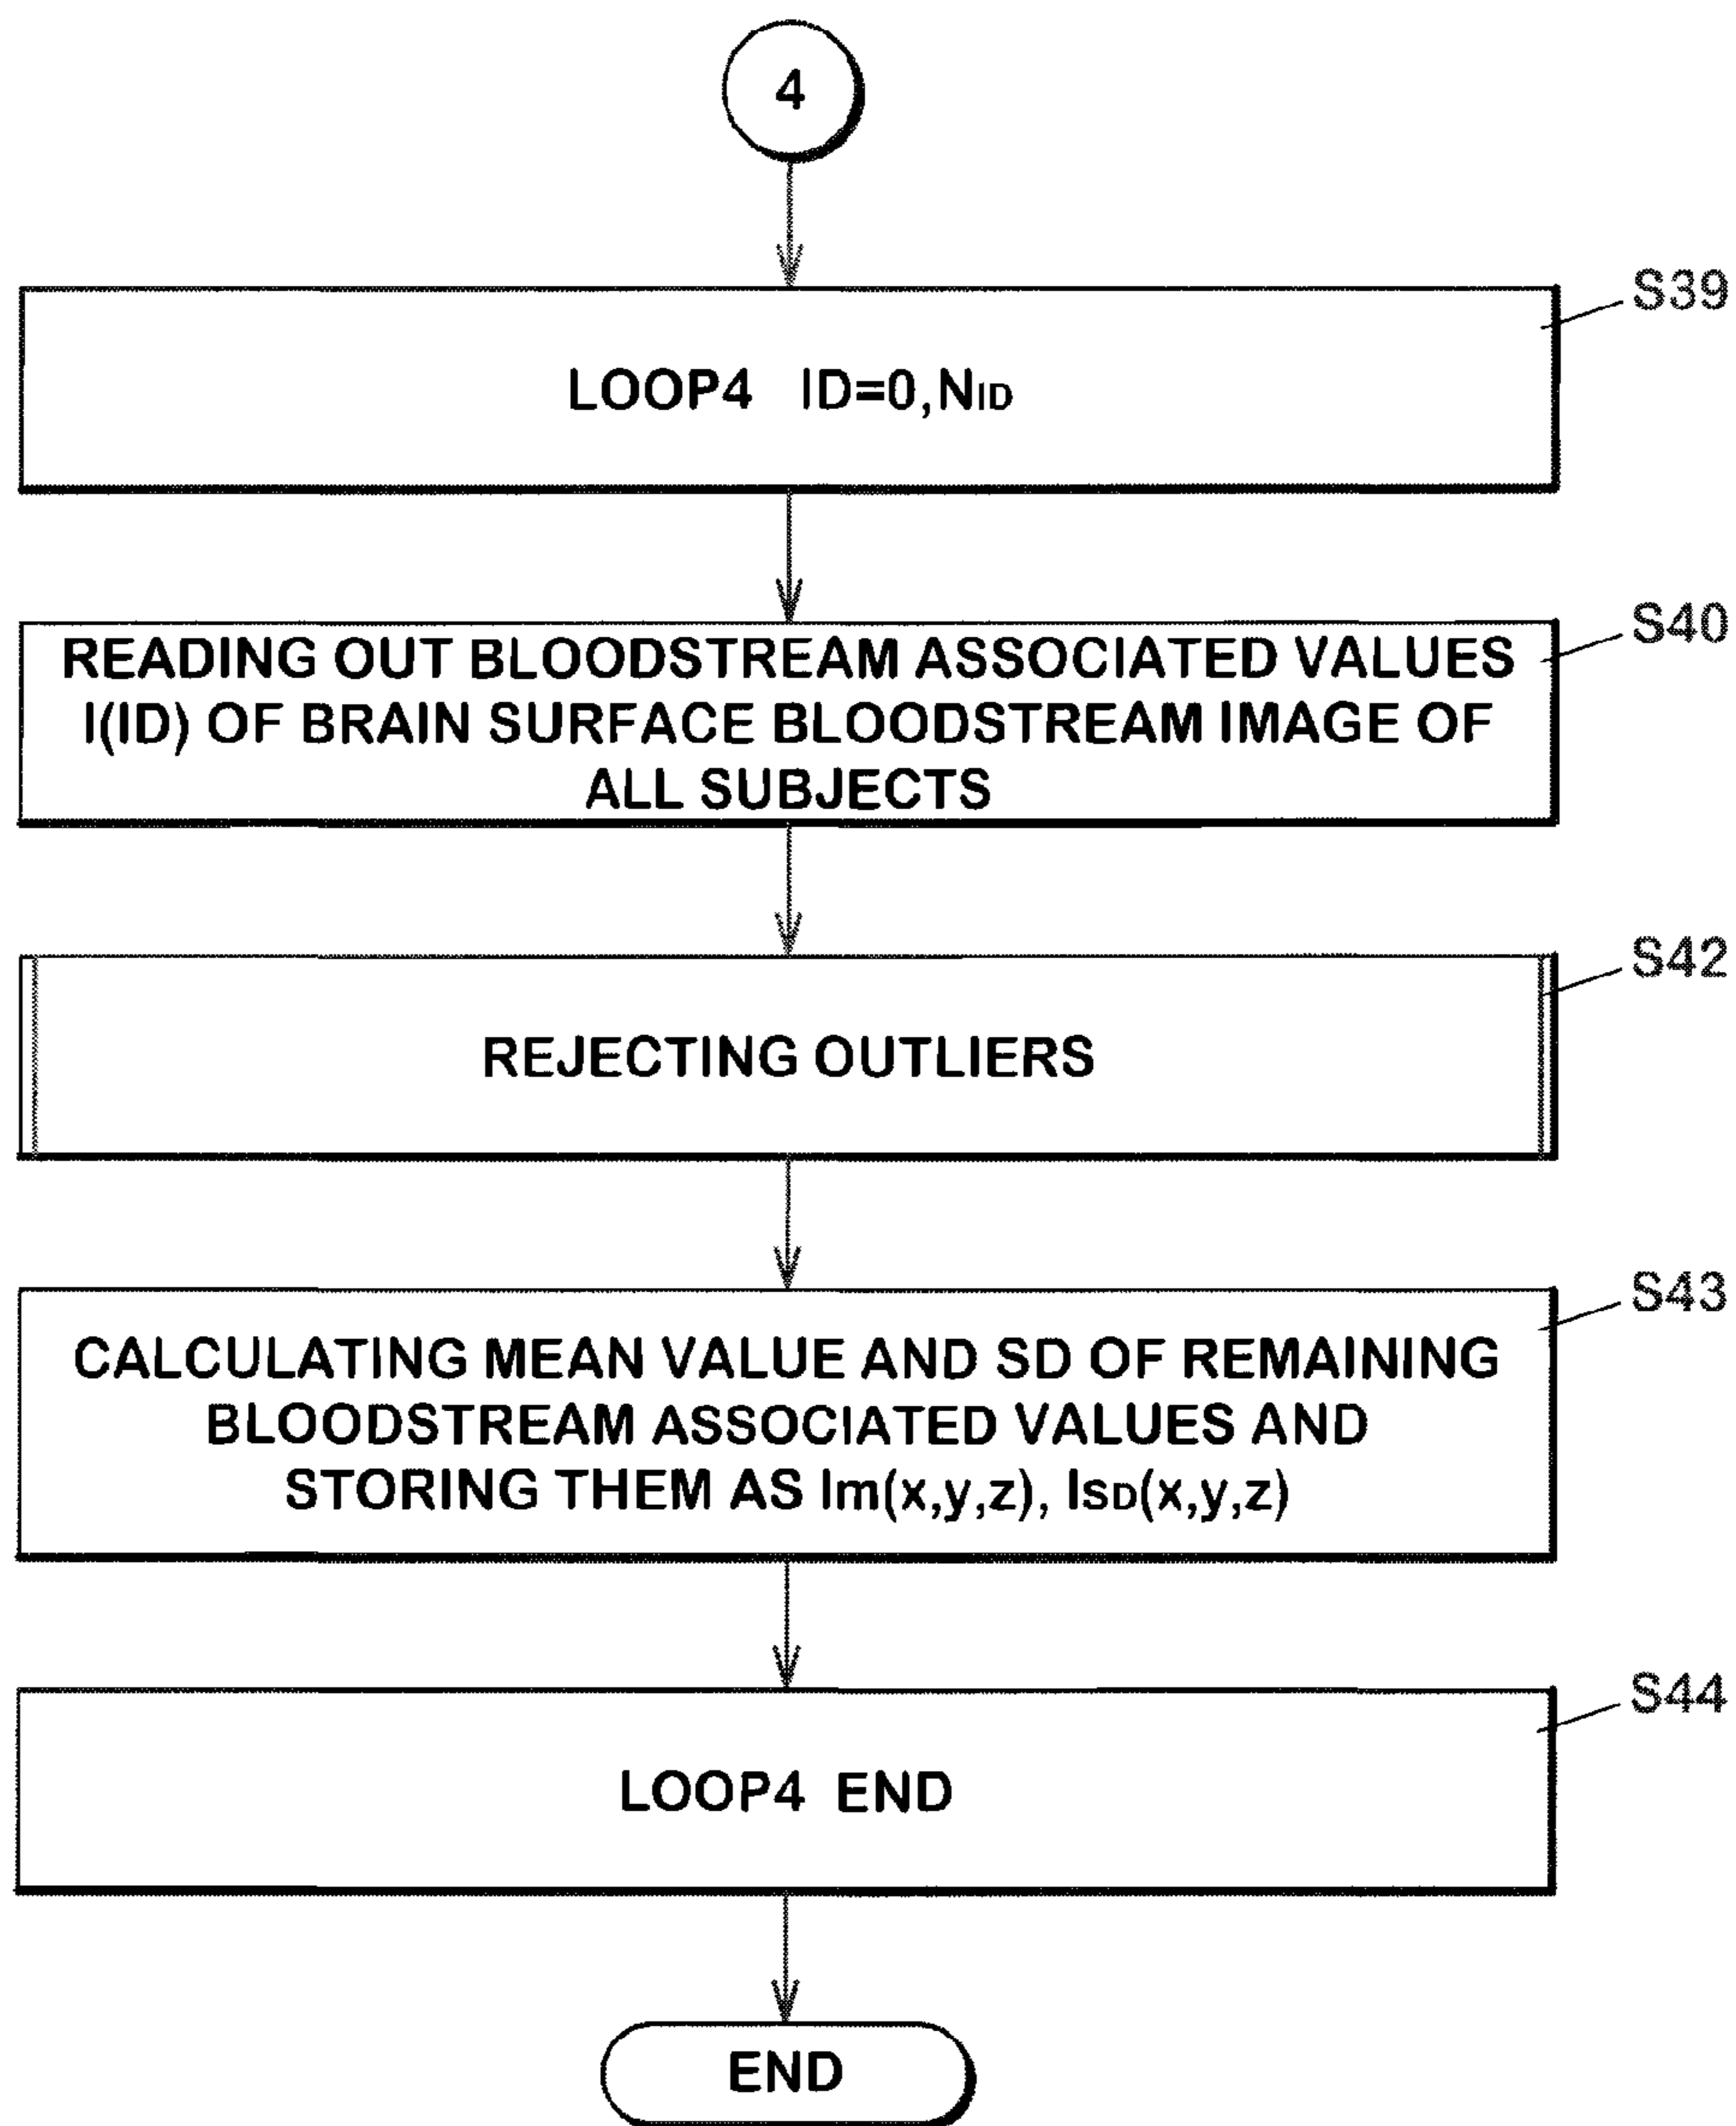 4
S39
LOOP4 ID=0,NID
S40
READING OUT BLOODSTREAM ASSOCIATED VALUES
I(ID) OF BRAIN SURFACE BLOODSTREAM IMAGE OF
ALL SUBJECTS
S42
REJECTING OUTLIERS
S43
CALCULATING MEAN VALUE AND SD OF REMAINING
BLOODSTREAM ASSOCIATED VALUES AND
STORING THEM AS Im(x,y,z), ISD(x,y,z)
S44
LOOP4 END
END